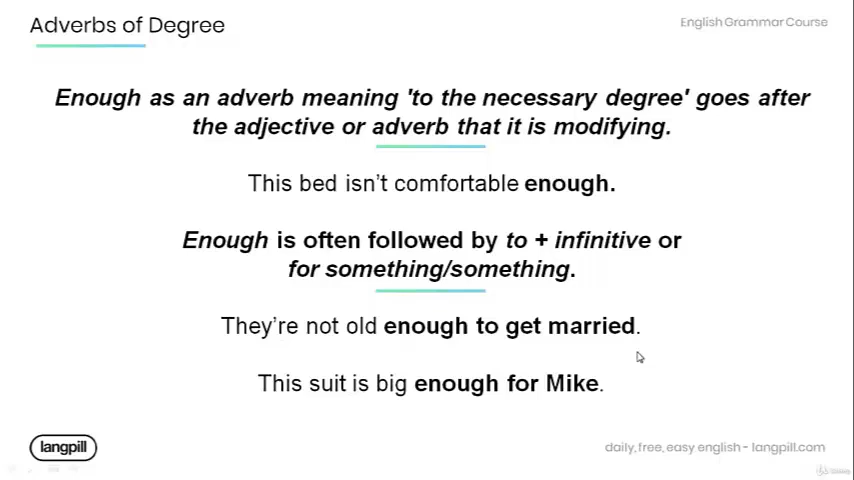 Adverbs of Degree
English Grammar Course
Enough as an adverb meaning 'to the necessary degree' goes after
the adjective or adverb that it is modifying.
This bed isn't comfortable enough.
Enough is often followed by to + infinitive or
for something/something.
They're not old enough to get married.
This suit is big enough for Mike.
langpill
daily, free, easy english - langpill.com